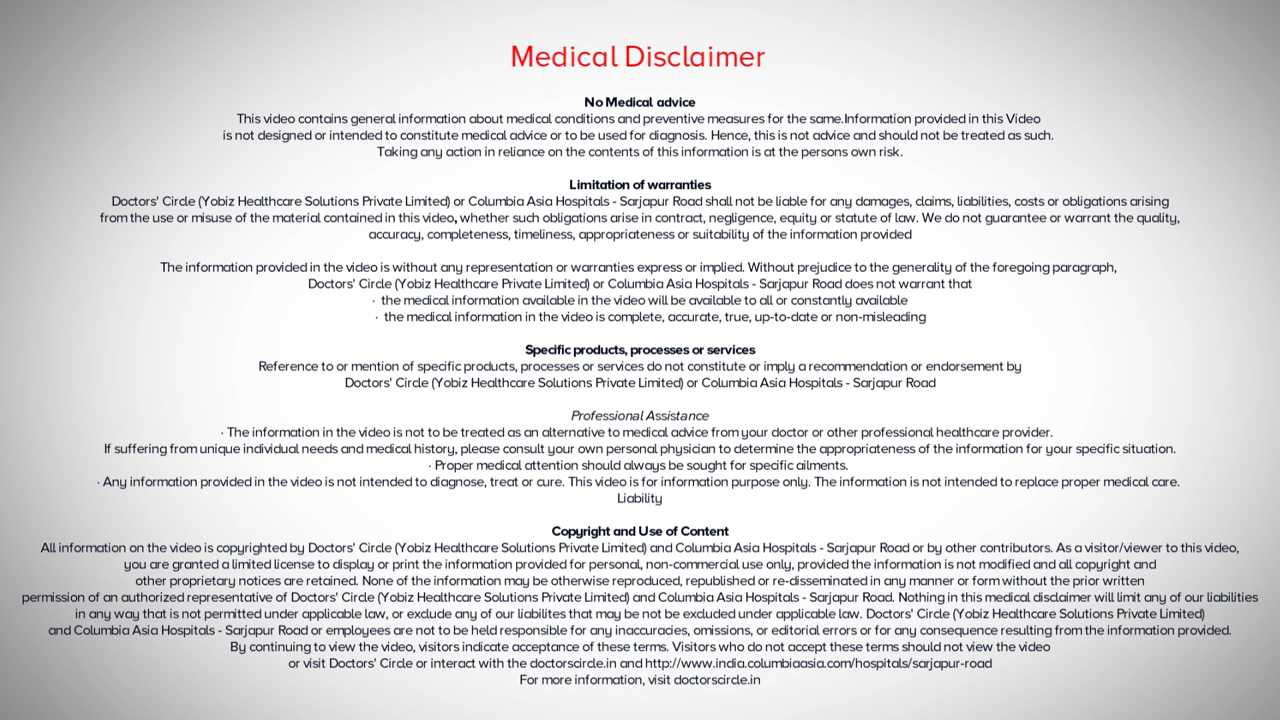 Medical Disclaimer
No Medical advice
This video contains general information about medical conditions and preventive measures for the same.Information provided in this Video
is not designed or intended to constitute medical advice or to be used for diagnosis. Hence, this is not advice and should not be treated as such.
Taking any action in reliance on the contents of this information is at the persons own risk.
Limitation of warranties
Doctors' Circle (Yobiz Healthcare Solutions Private Limited) or Columbia Asia Hospitals - Sarjapur Road shall not be liable for any damages, claims, liabilities, costs or obligations arising
from the use or misuse of the material contained in this video, whether such obligations arise in contract, negligence, equity or statute of law. We do not guarantee or warrant the quality,
accuracy, completeness, timeliness, appropriateness or suitability of the information provided
The information provided in the video is without any representation or warranties express or implied. Without prejudice to the generality of the foregoing paragraph,
Doctors' Circle (Yobiz Healthcare Private Limited) or Columbia Asia Hospitals - Sarjapur Road does not warrant that
· the medical information available in the video will be available to all or constantly available
· the medical information in the video is complete, accurate, true, up-to-date or non-misleading
Specific products, processes or services
Reference to or mention of specific products, processes or services do not constitute or imply a recommendation or endorsement by
Doctors' Circle (Yobiz Healthcare Solutions Private Limited) or Columbia Asia Hospitals - Sarjapur Road
Professional Assistance
· The information in the video is not to be treated as an alternative to medical advice from your doctor or other professional healthcare provider.
If suffering from unique individual needs and medical history, please consult your own personal physician to determine the appropriateness of the information for your specific situation.
· Proper medical attention should always be sought for specific ailments.
· Any information provided in the video is not intended to diagnose, treat or cure. This video is for information purpose only. The information is not intended to replace proper medical care.
Liability
Copyright and Use of Content
All information on the video is copyrighted by Doctors' Circle (Yobiz Healthcare Solutions Private Limited) and Columbia Asia Hospitals - Sarjapur Road or by other contributors. As a visitor/viewer to this video,
you are granted a limited license to display or print the information provided for personal, non-commercial use only, provided the information is not modified and all copyright and
other proprietary notices are retained. None of the information may be otherwise reproduced, republished or re-disseminated in any manner or form without the prior written
permission of an authorized representative of Doctors' Circle (Yobiz Healthcare Solutions Private Limited) and Columbia Asia Hospitals - Sarjapur Road. Nothing in this medical disclaimer will limit any of our liabilities
in any way that is not permitted under applicable law, or exclude any of our liabilites that may be not be excluded under applicable law. Doctors' Circle (Yobiz Healthcare Solutions Private Limited)
and Columbia Asia Hospitals - Sarjapur Road or employees are not to be held responsible for any inaccuracies, omissions, or editorial errors or for any consequence resulting from the information provided.
By continuing to view the video, visitors indicate acceptance of these terms. Visitors who do not accept these terms should not view the video
or visit Doctors' Circle or interact with the doctorscircle.in and http://www.india.columbiaasia.com/hospitals/sarjapur-road
For more information, visit doctorscircle.in